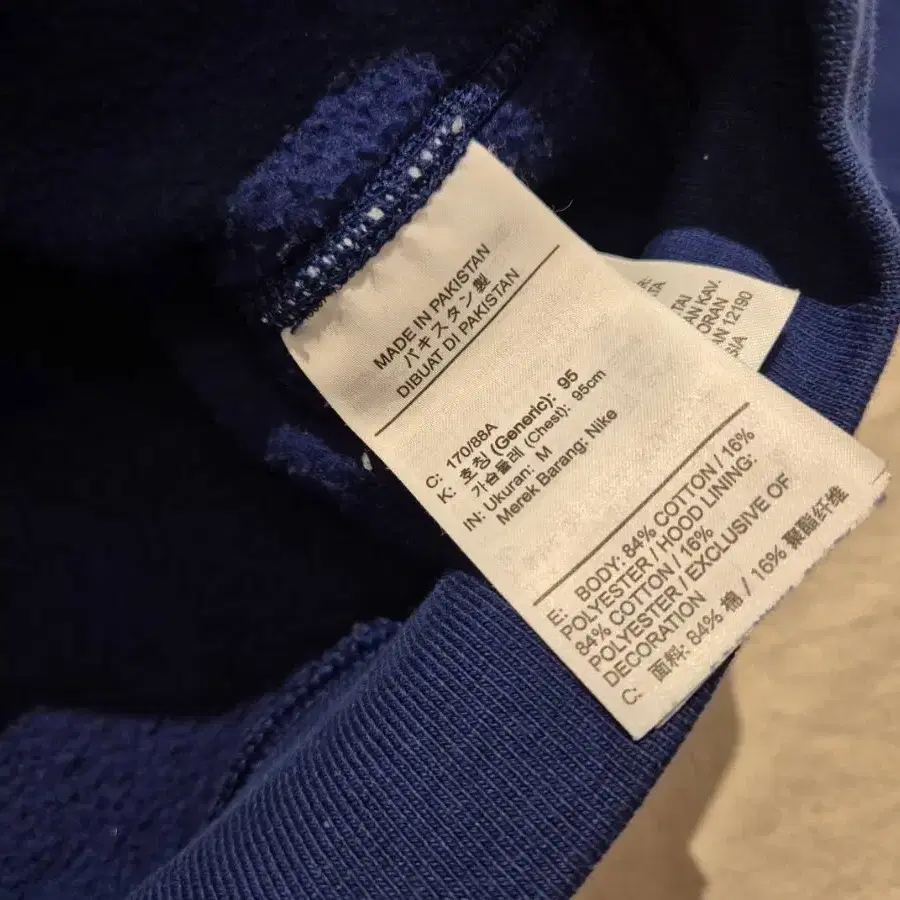 MADE IN PAKISTAN
パキスタン製
DIBUAT DI PAKISTAN
C: 170/88A
K: 호칭 (Generic): 95
가슴둘레 (Chest): 95cm
IN: Ukuran: M
Merek Barang: Nike
E: BODY: 84% COTTON / 16%
POLYESTER / HOOD LINING:
84% COTTON / 16%
POLYESTER / EXCLUSIVE OF
DECORATION
C: 面料: 84% 棉 / 16% 聚酯纤维
KAV-
12190